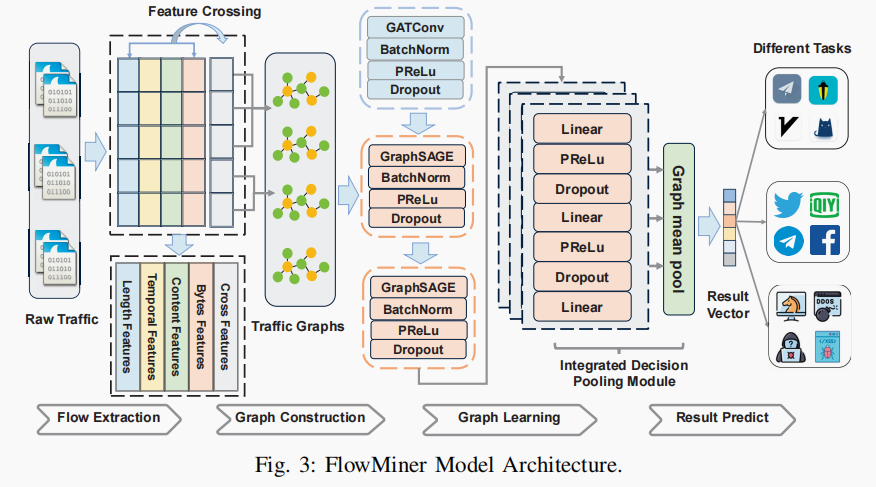 Feature Crossing
Raw Traffic
010101
011010
011100
010101
011010
011100
010101
011010
011100
Length Features
Temporal Features
Content Features
Bytes Features
Cross Features
Traffic Graphs
GATConv
BatchNorm
PReLu
Dropout
GraphSAGE
BatchNorm
PReLu
Dropout
GraphSAGE
BatchNorm
PReLu
Dropout
Linear
PReLu
Dropout
Linear
PReLu
Dropout
Linear
Graph mean pool
Integrated Decision
Pooling Module
Result
Vector
Different Tasks
QIY
DDOS
Flow Extraction
Graph Construction
Graph Learning
Result Predict
Fig. 3: FlowMiner Model Architecture.